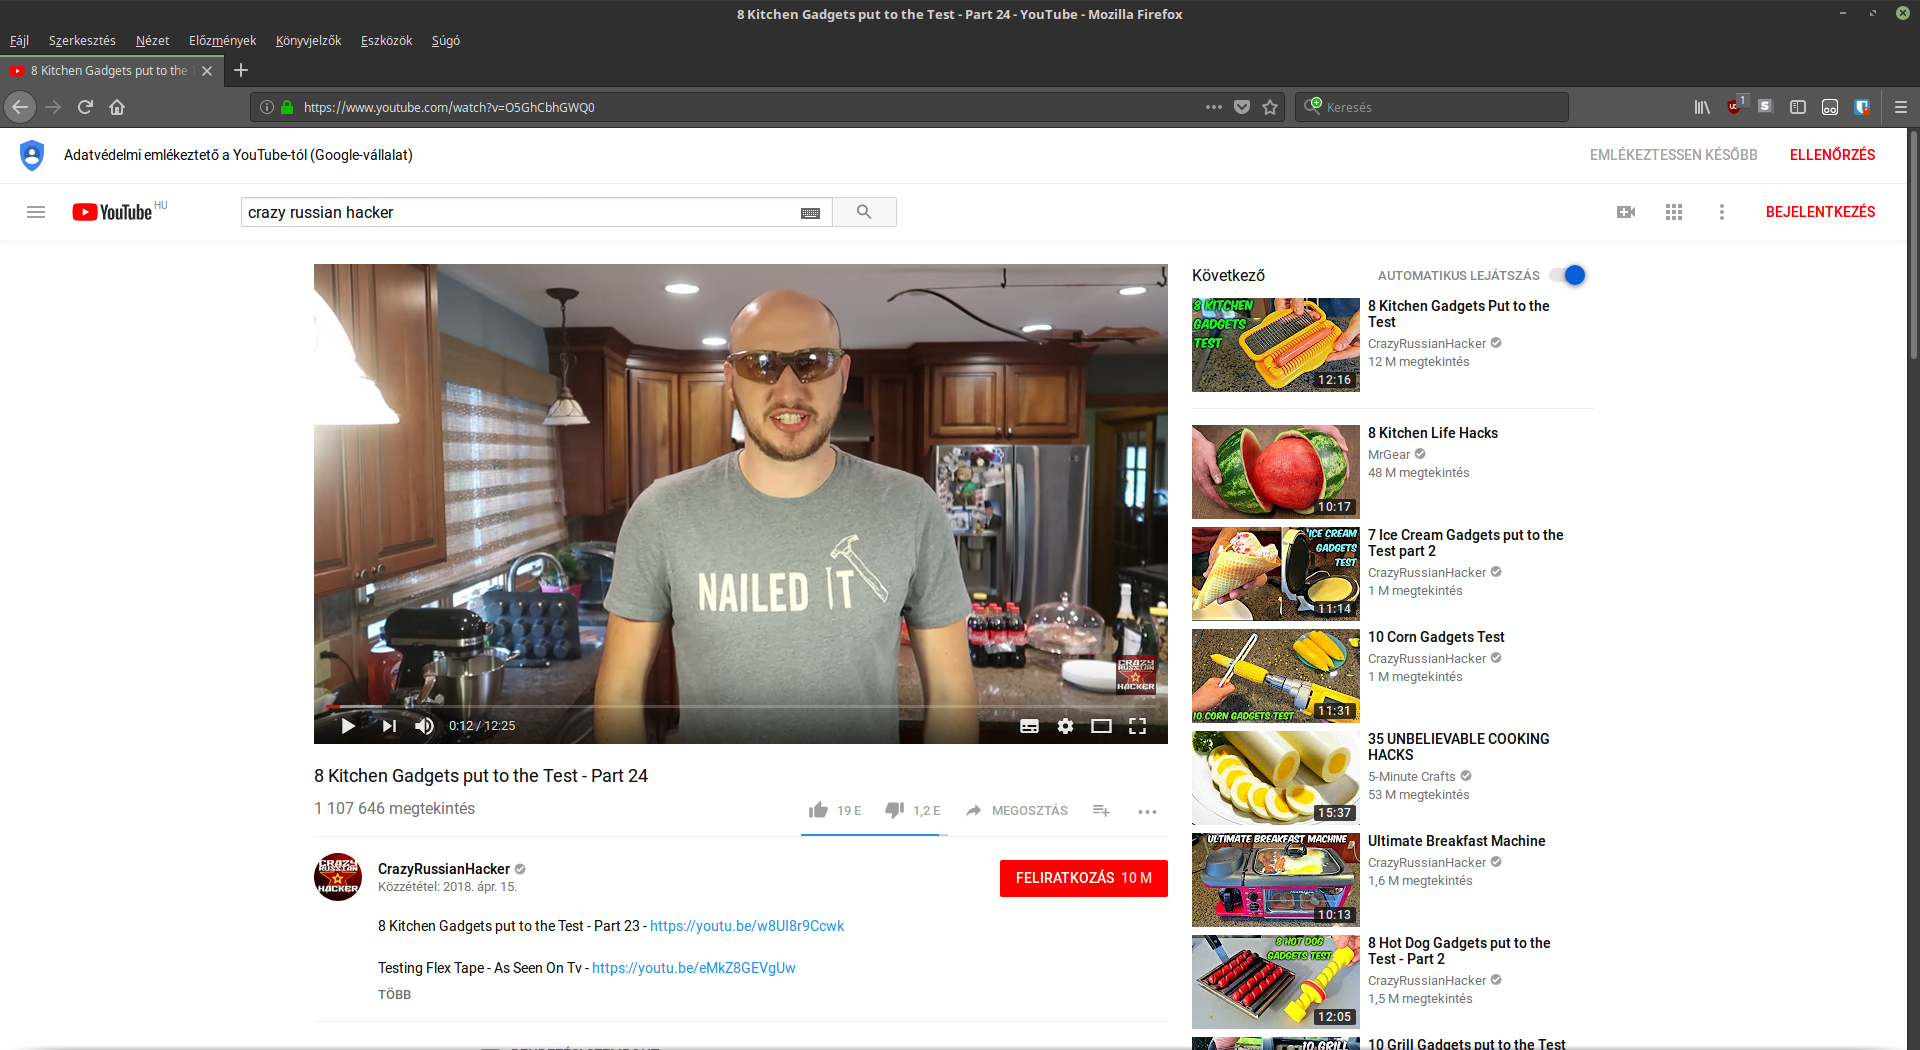 8 Kitchen Gadgets put to the Test - Part 24 - YouTube - Mozilla Firefox
Fájl Szerkesztés Nézet Előzmények Könyvjelzők Eszközök Súgó
8 Kitchen Gadgets put to the
https://www.youtube.com/watch?v=O5GhCbhGWQ0
Keresés
1
S
Adatvédelmi emlékeztető a YouTube-tól (Google-vállalat)
EMLÉKEZTESSEN KÉSŐBB
ELLENŐRZÉS
YouTube HU
crazy russian hacker
BEJELENTKEZÉS
NAILED IT
CRAZY
RUSSIAN
HACKER
0:12 / 12:25
8 Kitchen Gadgets put to the Test - Part 24
1 107 646 megtekintés
19 E
1,2 E
MEGOSZTÁS
CRAZY
RUSSIAN
HACKER
CrazyRussianHacker
Közzététel: 2018. ápr. 15.
FELIRATKOZÁS 10 M
8 Kitchen Gadgets put to the Test - Part 23 - https://youtu.be/w8UI8r9Ccwk
Testing Flex Tape - As Seen On Tv - https://youtu.be/eMkZ8GEVgUw
TÖBB
Következő
AUTOMATIKUS LEJÁTSZÁS
8 KITCHEN
GADGETS
TEST
12:16
8 Kitchen Gadgets Put to the
Test
CrazyRussianHacker
12 M megtekintés
10:17
8 Kitchen Life Hacks
MrGear
48 M megtekintés
ICE CREAM
GADGETS
TEST
11:14
7 Ice Cream Gadgets put to the
Test part 2
CrazyRussianHacker
1 M megtekintés
10 CORN GADGETS TEST
11:31
10 Corn Gadgets Test
CrazyRussianHacker
1 M megtekintés
15:37
35 UNBELIEVABLE COOKING
HACKS
5-Minute Crafts
53 M megtekintés
ULTIMATE BREAKFAST MACHINE
10:13
Ultimate Breakfast Machine
CrazyRussianHacker
1,6 M megtekintés
8 HOT DOG
GADGETS TEST
12:05
8 Hot Dog Gadgets put to the
Test - Part 2
CrazyRussianHacker
1,5 M megtekintés
10 GRILL
10 Grill Gadgets put to the Test